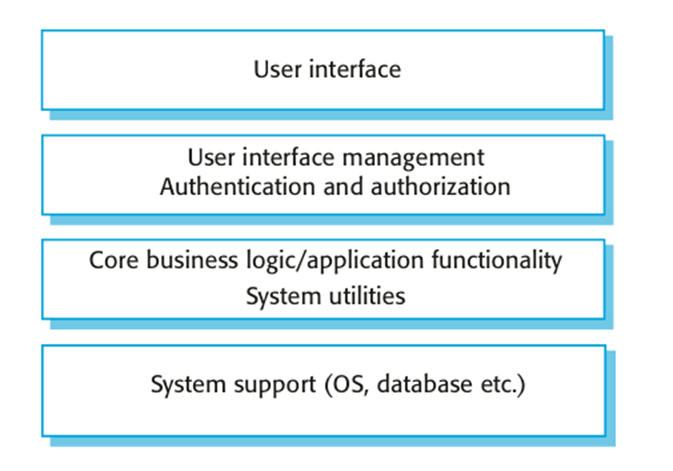 User interface
User interface management
Authentication and authorization
Core business logic/application functionality
System utilities
System support (OS, database etc.)